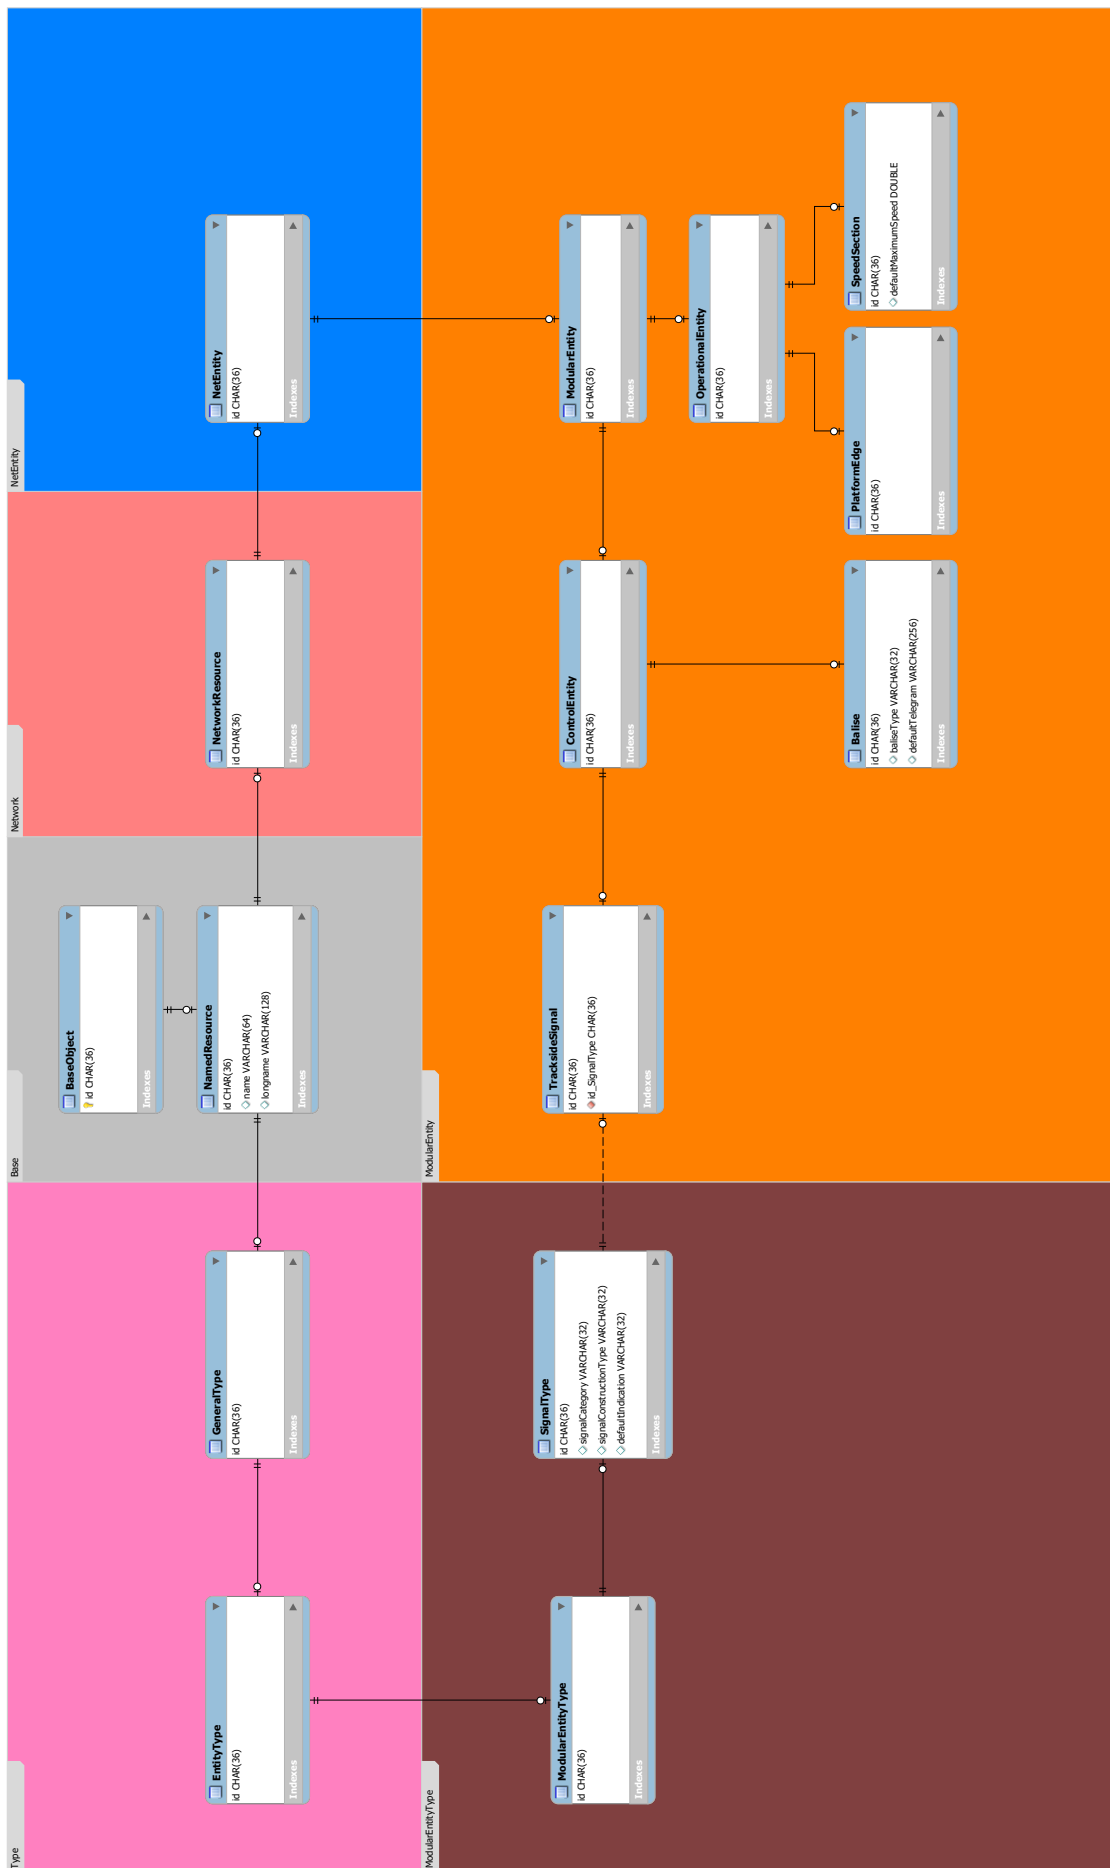 Type
EntityType
id CHAR(36)
Indexes
GeneralType
id CHAR(36)
Indexes
Base
BaseObject
id CHAR(36)
Indexes
NamedResource
id CHAR(36)
name VARCHAR(64)
longname VARCHAR(128)
Indexes
Network
NetworkResource
id CHAR(36)
Indexes
NetEntity
NetEntity
id CHAR(36)
Indexes
ModularEntityType
ModularEntityType
id CHAR(36)
Indexes
SignalType
id CHAR(36)
signalCategory VARCHAR(32)
signalConstructionType VARCHAR(32)
defaultIndication VARCHAR(32)
Indexes
ModularEntity
TracksideSignal
id CHAR(36)
id_SignalType CHAR(36)
Indexes
ControlEntity
id CHAR(36)
Indexes
ModularEntity
id CHAR(36)
Indexes
OperationalEntity
id CHAR(36)
Indexes
Balise
id CHAR(36)
baliseType VARCHAR(32)
defaultTelegram VARCHAR(256)
Indexes
PlatformEdge
id CHAR(36)
Indexes
SpeedSection
id CHAR(36)
defaultMaximumSpeed DOUBLE
Indexes